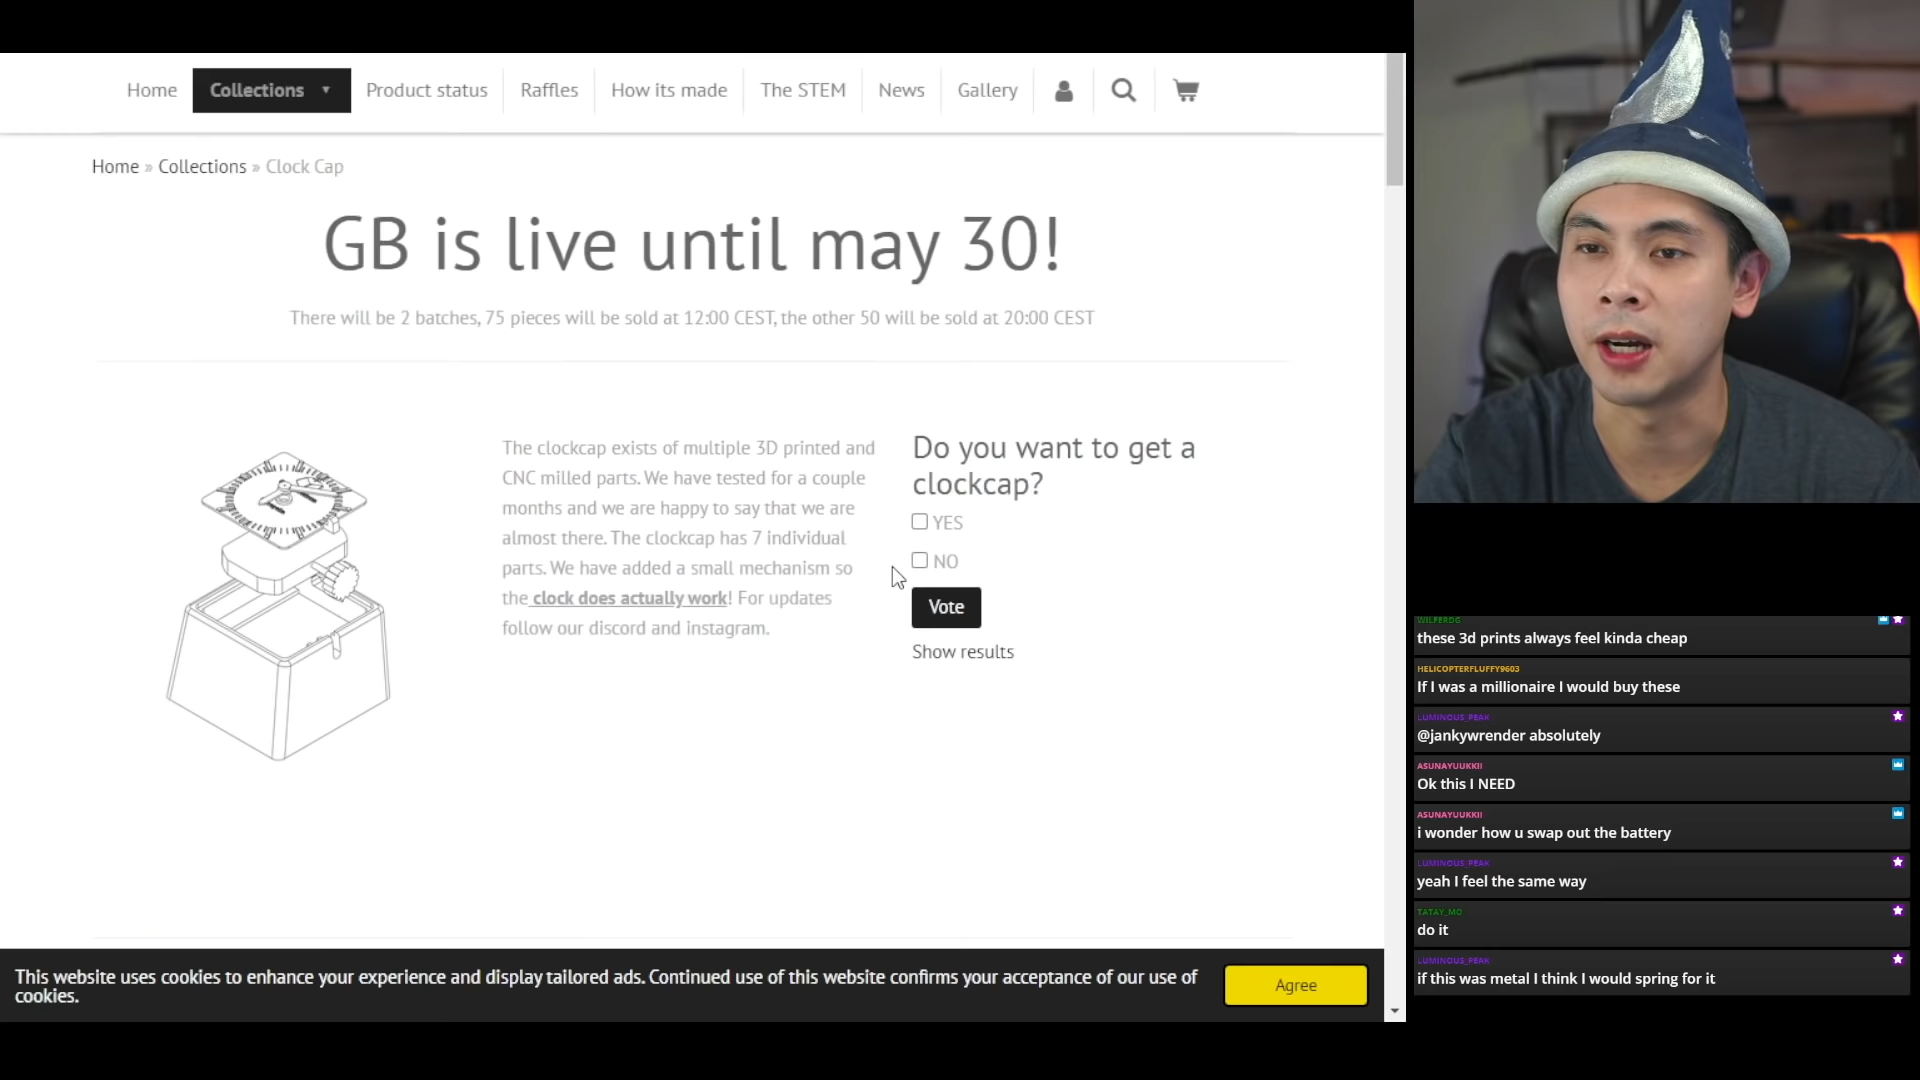 Home Collections ▼ Product status Raffles How its made The STEM News Gallery
Home » Collections » Clock Cap
GB is live until may 30!
There will be 2 batches, 75 pieces will be sold at 12:00 CEST, the other 50 will be sold at 20:00 CEST
The clockcap exists of multiple 3D printed and
CNC milled parts. We have tested for a couple
months and we are happy to say that we are
almost there. The clockcap has 7 individual
parts. We have added a small mechanism so
the clock does actually work! For updates
follow our discord and instagram.
Do you want to get a
clockcap?
YES
NO
Vote
Show results
This website uses cookies to enhance your experience and display tailored ads. Continued use of this website confirms your acceptance of our use of
cookies.
Agree
WILFERDG
these 3d prints always feel kinda cheap
HELICOPTERFLUFFY9603
If I was a millionaire I would buy these
LUMINOUS_PEAK
@jankywrender absolutely
ASUNAYUUKKII
Ok this I NEED
ASUNAYUUKKII
i wonder how u swap out the battery
LUMINOUS_PEAK
yeah I feel the same way
TATAY_MO
do it
LUMINOUS_PEAK
if this was metal I think I would spring for it